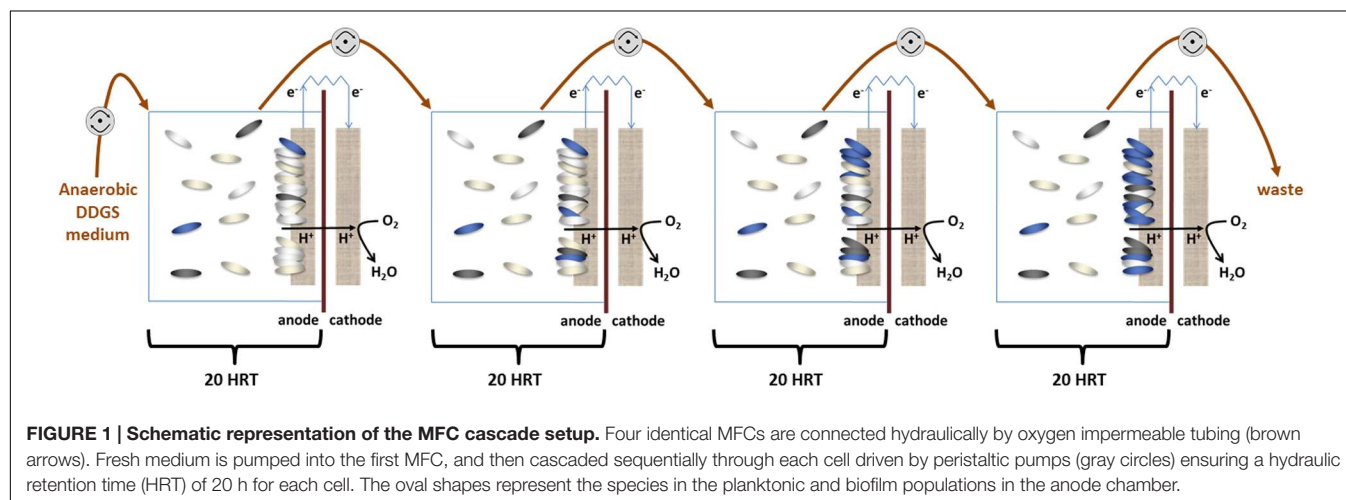 Anaerobic
DDGS
medium
e- e-
H+ H+
O2
H2O
anode cathode
20 HRT
e- e-
H+ H+
O2
H2O
anode cathode
20 HRT
e- e-
H+ H+
O2
H2O
anode cathode
20 HRT
e- e-
H+ H+
O2
H2O
anode cathode
20 HRT
waste
FIGURE 1 | Schematic representation of the MFC cascade setup. Four identical MFCs are connected hydraulically by oxygen impermeable tubing (brown
arrows). Fresh medium is pumped into the first MFC, and then cascaded sequentially through each cell driven by peristaltic pumps (gray circles) ensuring a hydraulic
retention time (HRT) of 20 h for each cell. The oval shapes represent the species in the planktonic and biofilm populations in the anode chamber.